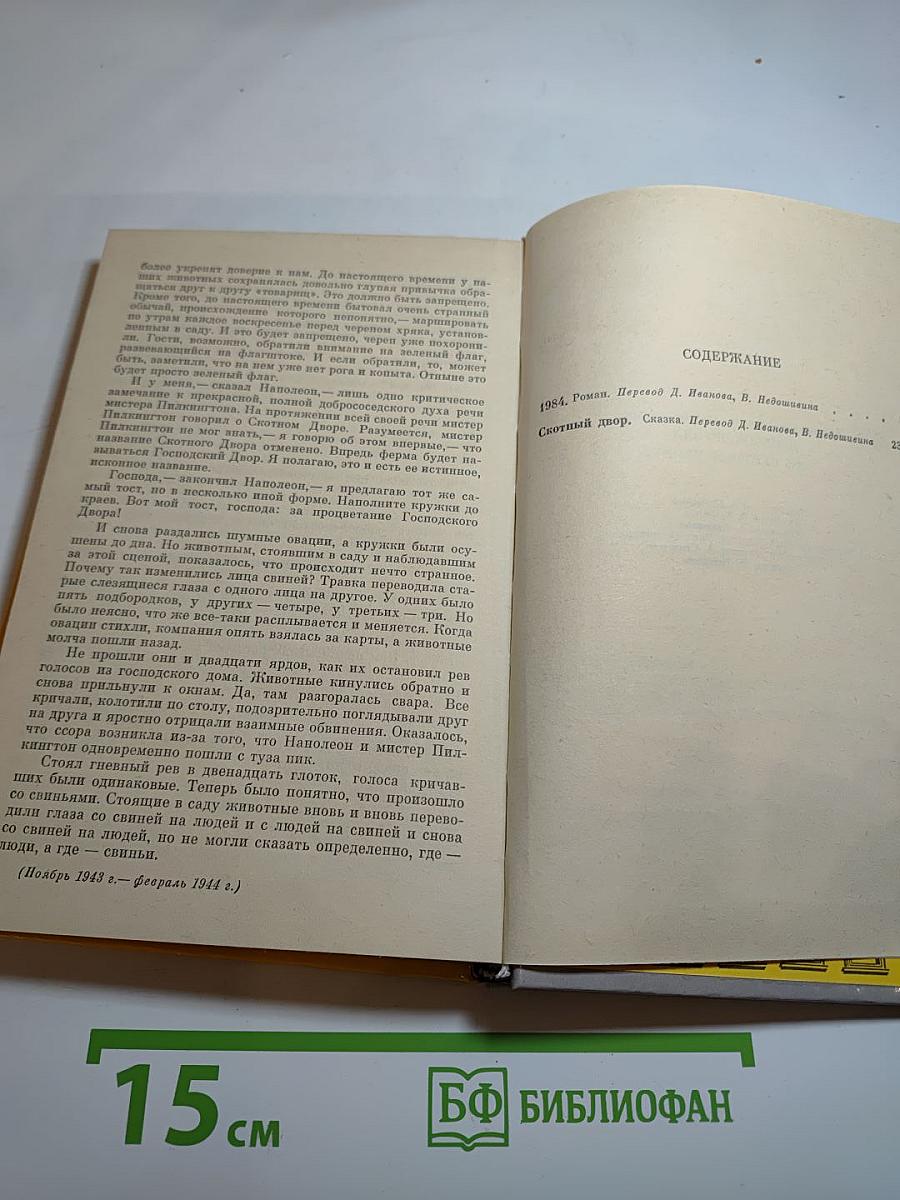 более укрепят доверие к нам. До настоящего времени у на-
ших животных сохранялась довольно глупая привычка обра-
щаться друг к другу «товарищ». Это должно быть запрещено.
Кроме того, до настоящего времени бытовал очень странный
обычай, происхождение которого непонятно,— маршировать
по утрам каждое воскресенье перед черепом хряка, установ-
ленным в саду. И это будет запрещено, череп уже похорони-
ли. Гости, возможно, обратили внимание на зеленый флаг,
развевающийся на флагштоке. И если обратили, то, может
быть, заметили, что на нем уже нет рога и копыта. Отныне это
будет просто зеленый флаг.
И у меня,— сказал Наполеон,— лишь одно критическое
замечание к прекрасной, полной добрососедского духа речи
мистера Пилкингтона. На протяжении всей своей речи мистер
Пилкингтон говорил о Скотном Дворе. Разумеется, мистер
Пилкингтон не мог знать,— я говорю об этом впервые,— что
название Скотного Двора отменено. Впредь ферма будет на-
зываться Господский Двор. Я полагаю, это и есть ее истинное,
исконное название.
Господа,— закончил Наполеон,— я предлагаю тот же са-
мый тост, но в несколько иной форме. Наполните кружки до
краев. Вот мой тост, господа: за процветание Господского
Двора!
И снова раздались шумные овации, а кружки были осу-
шены до дна. Но животным, стоявшим в саду и наблюдавшим
за этой сценой, показалось, что происходит нечто странное.
Почему так изменились лица свиней? Травка переводила ста-
рые слезящиеся глаза с одного лица на другое. У одних было
пять подбородков, у других — четыре, у третьих — три. Но
было неясно, что же все-таки расплывается и меняется. Когда
овации стихли, компания опять взялась за карты, а животные
молча пошли назад.
Не прошли они и двадцати ярдов, как их остановил рев
голосов из господского дома. Животные кинулись обратно и
снова прильнули к окнам. Да, там разгоралась свара. Все
кричали, колотили по столу, подозрительно поглядывали друг
на друга и яростно отрицали взаимные обвинения. Оказалось,
что ссора возникла из-за того, что Наполеон и мистер Пил-
кингтон одновременно пошли с туза пик.
Стоял гневный рев в двенадцать глоток, голоса кричав-
ших были одинаковые. Теперь было понятно, что произошло
со свиньями. Стоящие в саду животные вновь и вновь перево-
дили глаза со свиней на людей и с людей на свиней и снова
со свиней на людей, но не могли сказать определенно, где —
люди, а где — свиньи.
(Ноябрь 1943 г.— февраль 1944 г.)
СОДЕРЖАНИЕ
1984. Роман. Перевод Д. Иванова, В. Недошивина . . . .
Скотный двор. Сказка. Перевод Д. Иванова, В. Недошивина 23
15 см
БФ БИБЛИОФАН